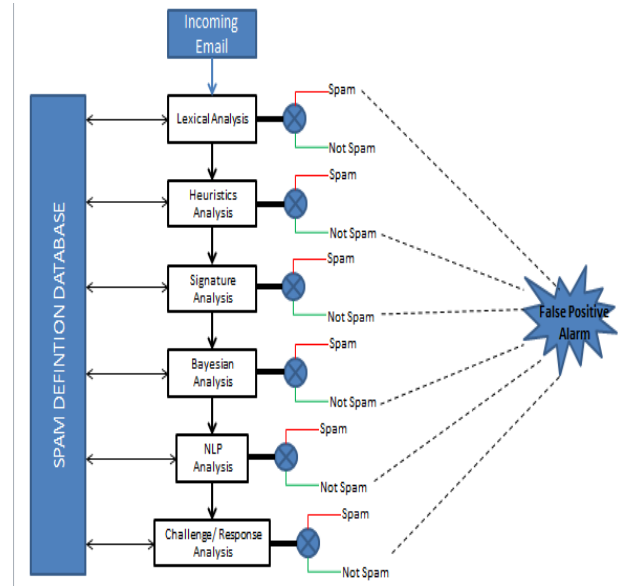 Incoming
Email
SPAM DEFINTION DATABASE
Lexical Analysis
Spam
Not Spam
Heuristics
Analysis
Spam
Not Spam
Signature
Analysis
Spam
Not Spam
False Positive
Alarm
Bayesian
Analysis
Spam
Not Spam
NLP
Analysis
Spam
Not Spam
Challenge/ Response
Analysis
Spam
Not Spam